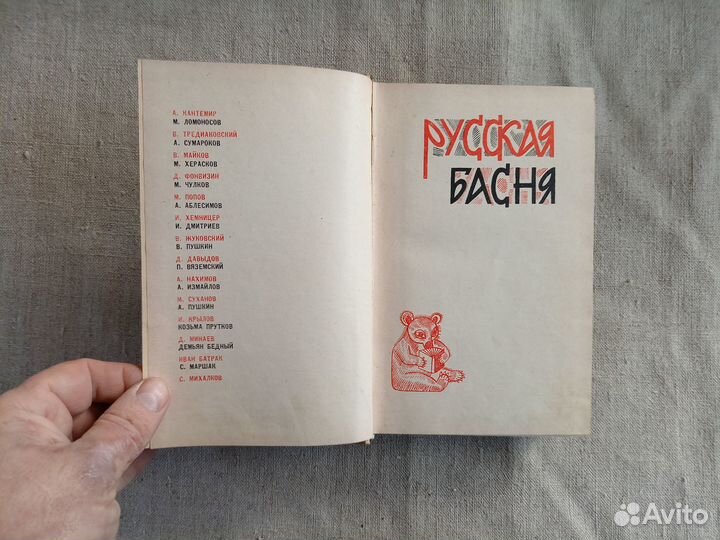 А. КАНТЕМИР
М. ЛОМОНОСОВ
В. ТРЕДИАКОВСКИЙ
А. СУМАРОКОВ
В. МАЙКОВ
М. ХЕРАСКОВ
Д. ФОНВИЗИН
М. ЧУЛКОВ
М. ПОПОВ
А. АБЛЕСИМОВ
И. ХЕМНИЦЕР
И. ДМИТРИЕВ
В. ЖУКОВСКИЙ
В. ПУШКИН
Д. ДАВЫДОВ
П. ВЯЗЕМСКИЙ
А. НАХИМОВ
А. ИЗМАЙЛОВ
М. СУХАНОВ
А. ПУШКИН
И. КРЫЛОВ
КОЗЬМА ПРУТКОВ
Д. МИНАЕВ
ДЕМЬЯН БЕДНЫЙ
ИВАН БАТРАК
С. МАРШАК
С. МИХАЛКОВ
РУССКАЯ
БАСНЯ
Avito